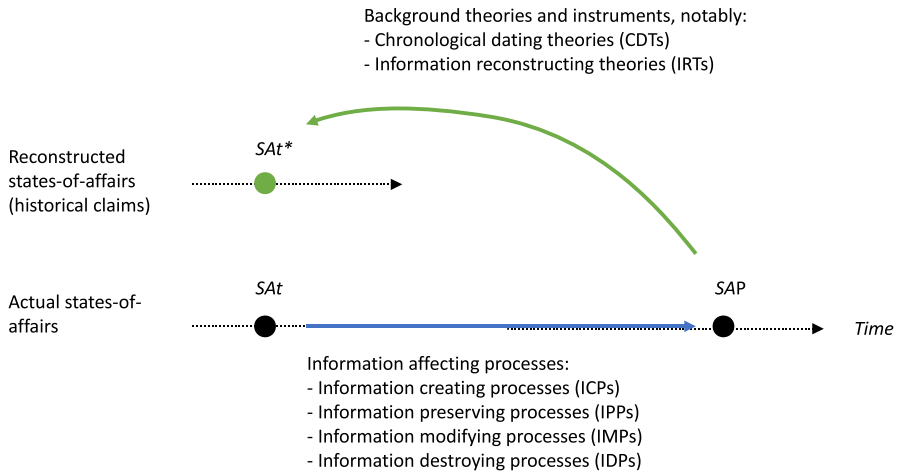 Background theories and instruments, notably:
- Chronological dating theories (CDTs)
- Information reconstructing theories (IRTs)
SAt*
Reconstructed
states-of-affairs
(historical claims)
SAt
SAP
Actual states-of-
affairs
Time
Information affecting processes:
- Information creating processes (ICPs)
- Information preserving processes (IPPs)
- Information modifying processes (IMPs)
- Information destroying processes (IDPs)